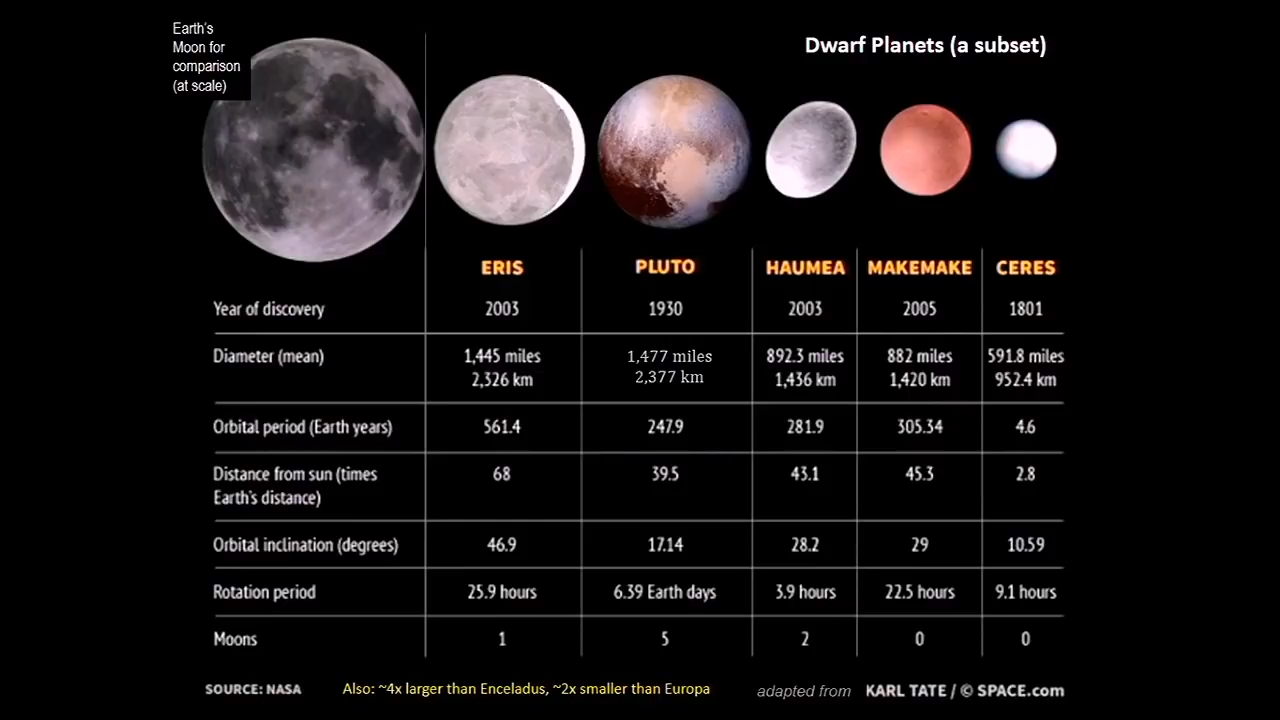 Earth's
Moon for
comparison
(at scale)
Dwarf Planets (a subset)
ERIS PLUTO HAUMEA MAKEMAKE CERES
Year of discovery 2003 1930 2003 2005 1801
Diameter (mean) 1,445 miles 1,477 miles 892.3 miles 882 miles 591.8 miles
2,326 km 2,377 km 1,436 km 1,420 km 952.4 km
Orbital period (Earth years) 561.4 247.9 281.9 305.34 4.6
Distance from sun (times 68 39.5 43.1 45.3 2.8
Earth's distance)
Orbital inclination (degrees) 46.9 17.14 28.2 29 10.59
Rotation period 25.9 hours 6.39 Earth days 3.9 hours 22.5 hours 9.1 hours
Moons 1 5 2 0 0
SOURCE: NASA Also: ~4x larger than Enceladus, ~2x smaller than Europa adapted from KARL TATE / © SPACE.com